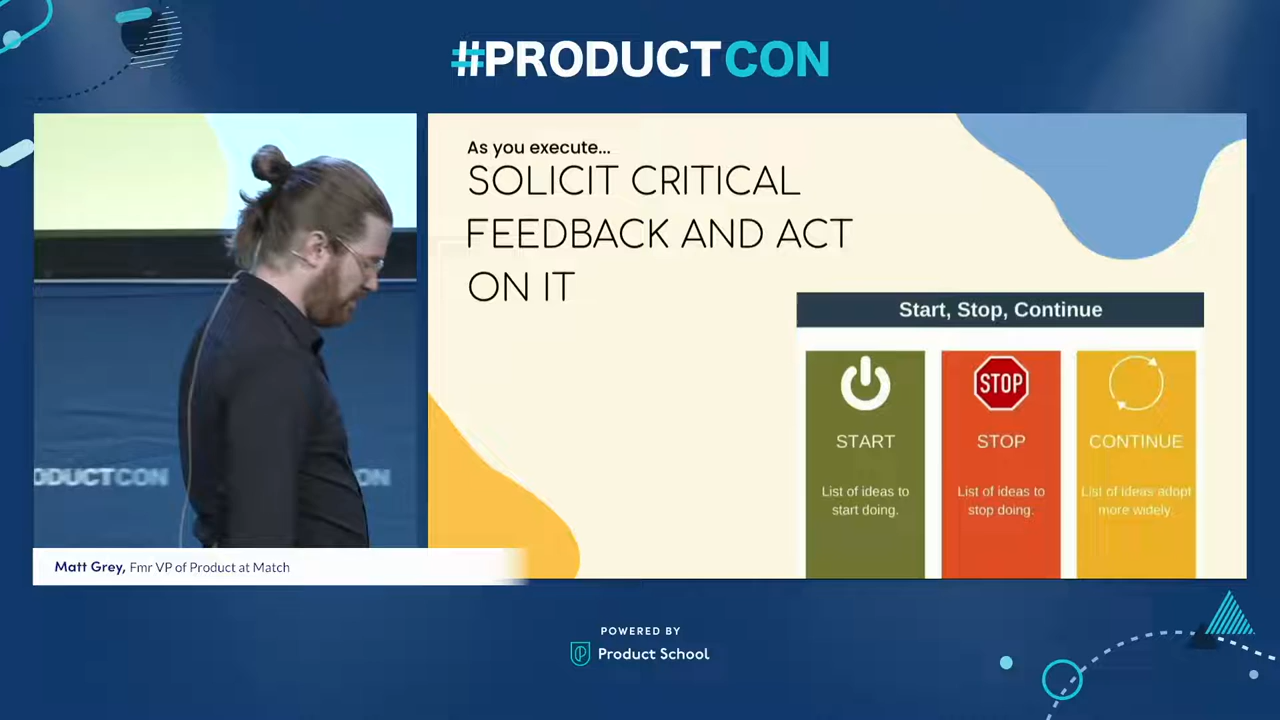 #PRODUCTCON
As you execute...
SOLICIT CRITICAL
FEEDBACK AND ACT
ON IT
Start, Stop, Continue
STOP
START
STOP
CONTINUE
List of ideas to
start doing.
List of ideas to
stop doing.
List of ideas adopt
more widely.
ODUCTCON
ON
Matt Grey, Fmr VP of Product at Match
POWERED BY
Product School